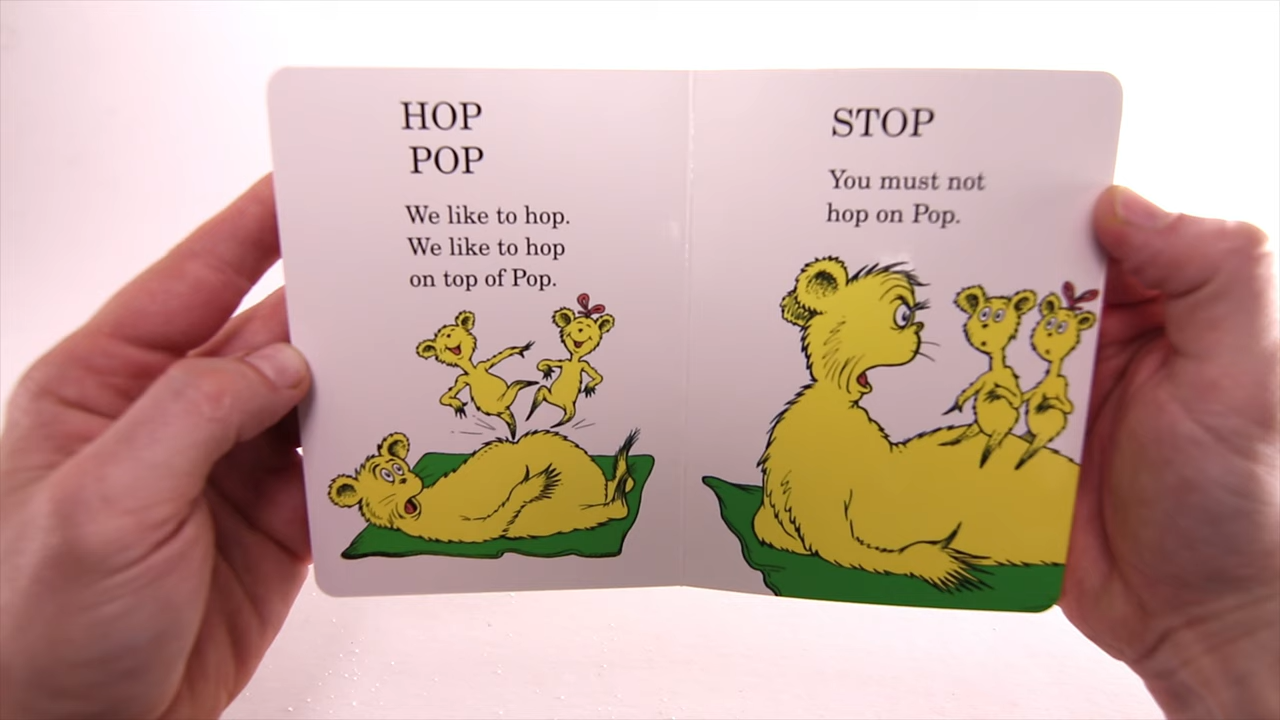 HOP
POP
We like to hop.
We like to hop
on top of Pop.
STOP
You must not
hop on Pop.